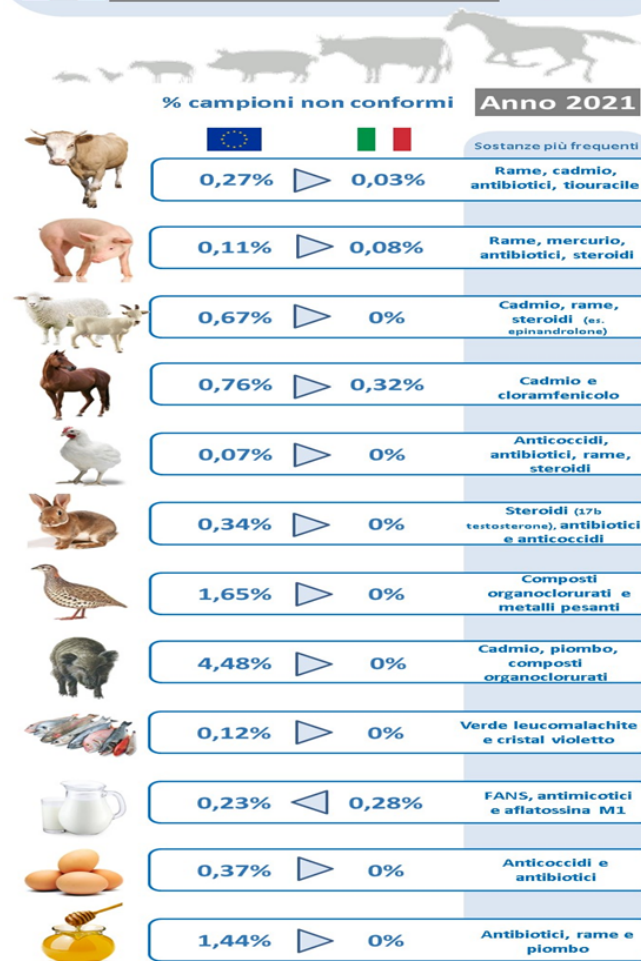 % campioni non conformi
Anno 2021
Sostanze più frequenti
0,27% 0,03%
Rame, cadmio,
antibiotici, tiouracile
0,11% 0,08%
Rame, mercurio,
antibiotici, steroidi
0,67% 0%
Cadmio, rame,
steroidi (es.
epinandrolone)
0,76% 0,32%
Cadmio e
cloramfenicolo
0,07% 0%
Anticoccidi,
antibiotici, rame,
steroidi
0,34% 0%
Steroidi (17b
testosterone), antibiotici
e anticoccidi
1,65% 0%
Composti
organoclorurati e
metalli pesanti
4,48% 0%
Cadmio, piombo,
composti
organoclorurati
0,12% 0%
Verde leucomalachite
e cristal violetto
0,23% 0,28%
FANS, antimicotici
e aflatossina M1
0,37% 0%
Anticoccidi e
antibiotici
1,44% 0%
Antibiotici, rame e
piombo